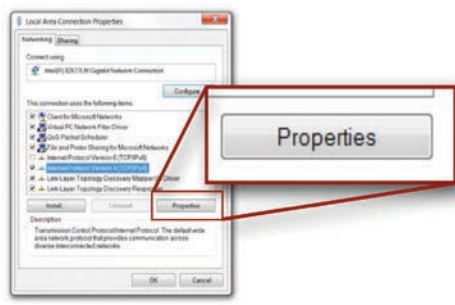 Local Area Connection Properties
Networking Sharing
Connect using:
Intel(R) 82577LM Gigabit Network Connection
Configure
This connection uses the following items:
Client for Microsoft Networks
Virtual PC Network Filter Driver
QoS Packet Scheduler
File and Printer Sharing for Microsoft Networks
Internet Protocol Version 6 (TCP/IPv6)
Internet Protocol Version 4 (TCP/IPv4)
Link-Layer Topology Discovery Mapper I/O Driver
Link-Layer Topology Discovery Responder
Install... Uninstall Properties
Description
Transmission Control Protocol/Internet Protocol. The default wide
area network protocol that provides communication across
diverse interconnected networks.
OK Cancel
Properties